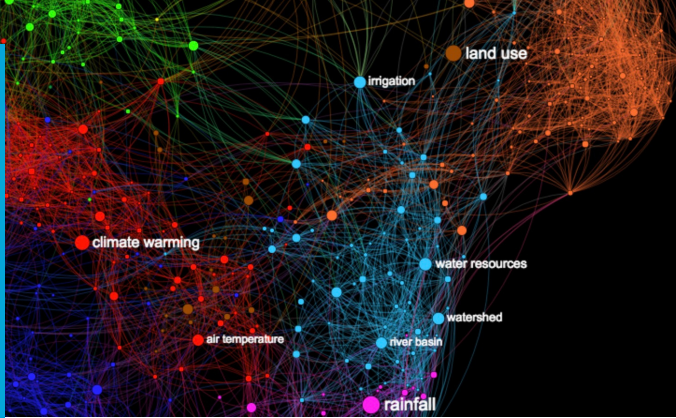 land use
irrigation
climate warming
water resources
watershed
air temperature
river basin
rainfall